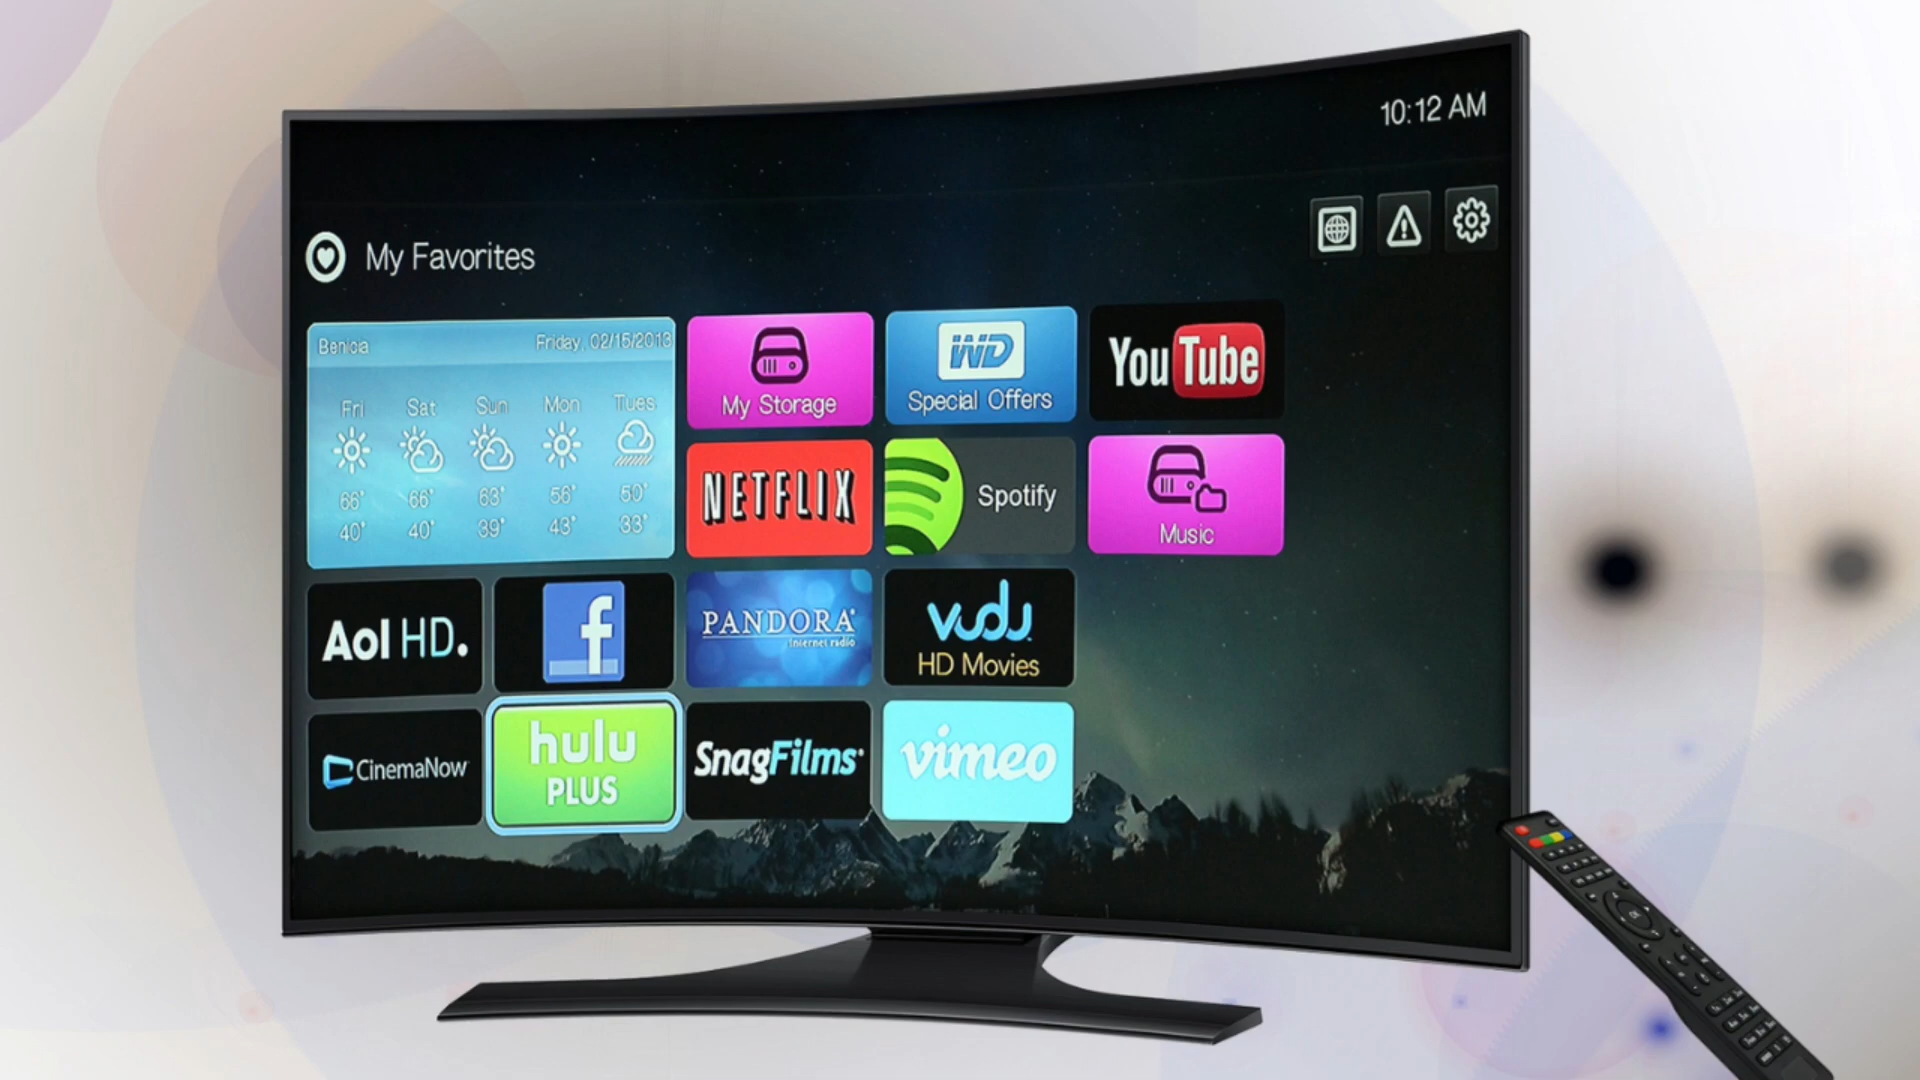 10:12 AM
My Favorites
Benicia
Friday, 02/15/2013
Fri
Sat
Sun
Mon
Tues
66°
66°
63°
56°
50°
40°
40°
39°
43°
33°
My Storage
WD
Special Offers
YouTube
NETFLIX
Spotify
Music
Aol HD.
f
PANDORA®
internet radio
vudu
HD Movies
CinemaNow
hulu
PLUS
SnagFilms
vimeo
OK